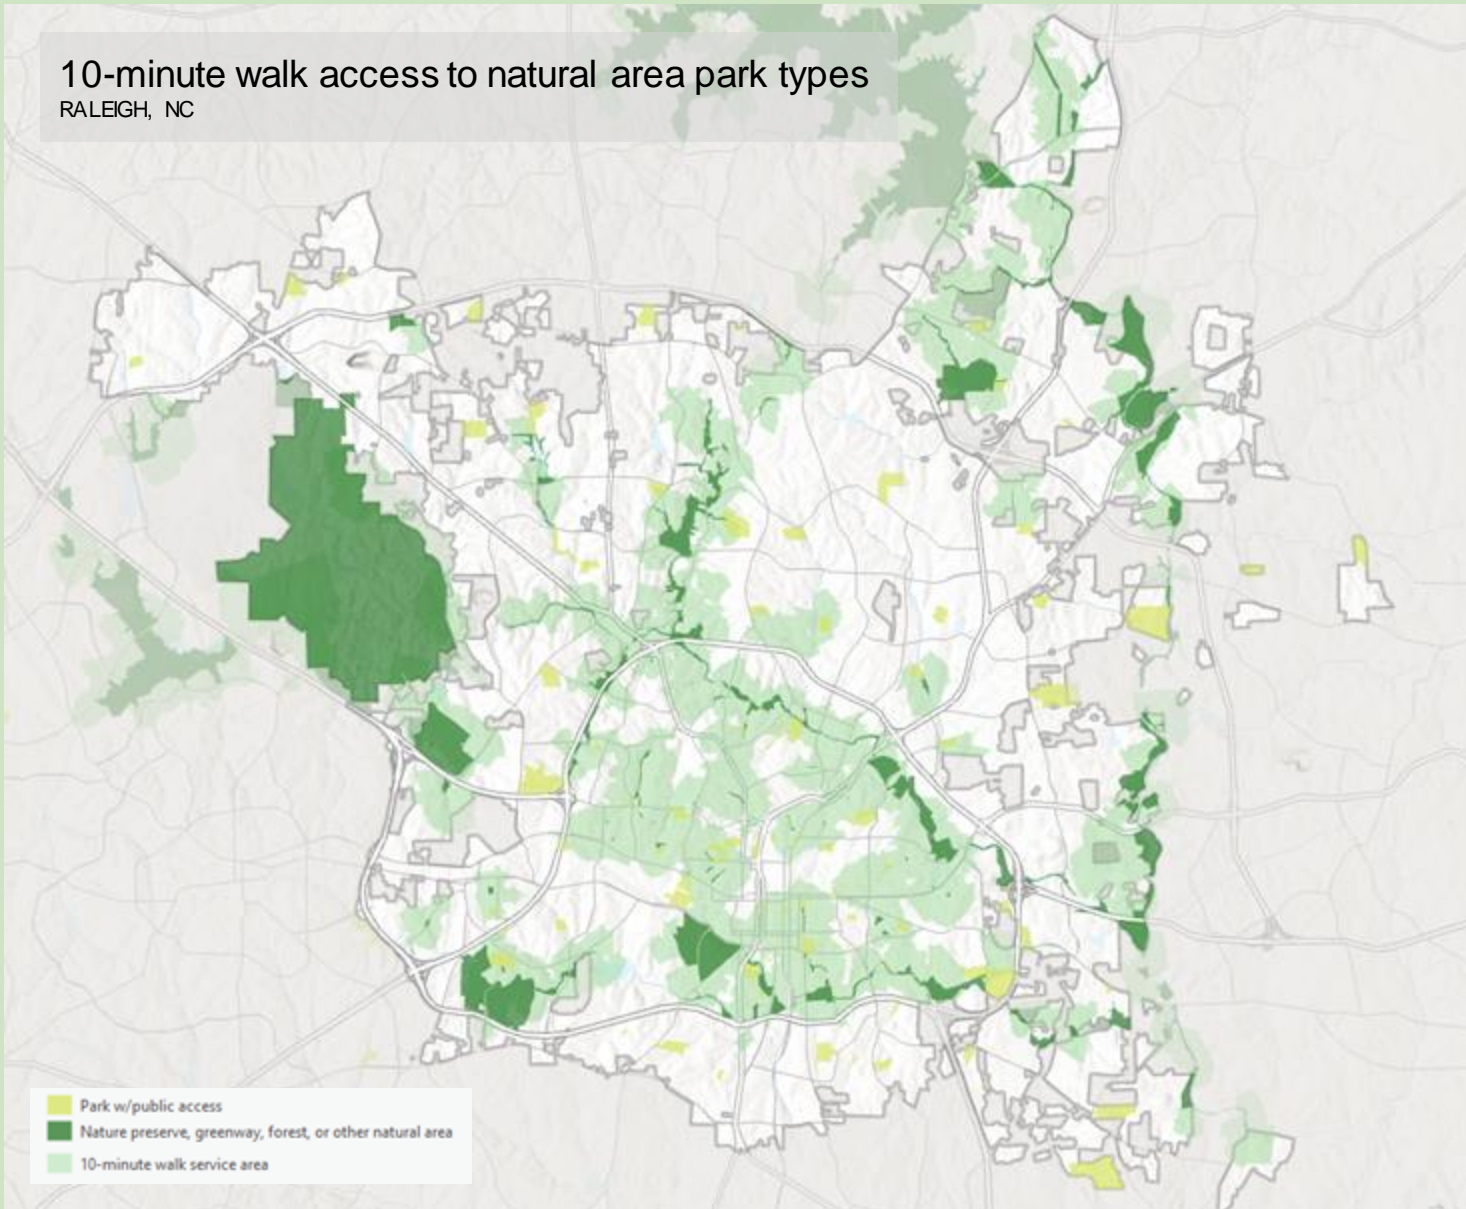 10-minute walk access to natural area park types
RALEIGH, NC
Park w/public access
Nature preserve, greenway, forest, or other natural area
10-minute walk service area